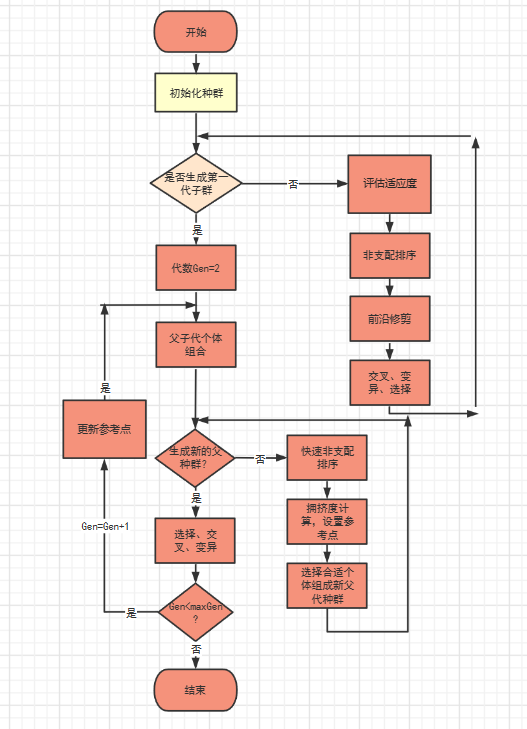 开始
初始化种群
是否生成第一
代子群
否
评估适应度
是
非支配排序
代数Gen=2
前沿修剪
父子代个体
组合
交叉、变
异、选择
是
更新参考点
生成新的父
种群?
否
快速非支配
排序
是
拥挤度计
算，设置参
考点
Gen=Gen+1
选择、交
叉、变异
选择合适个
体组成新父
代种群
Gen<maxGen
?
是
否
结束